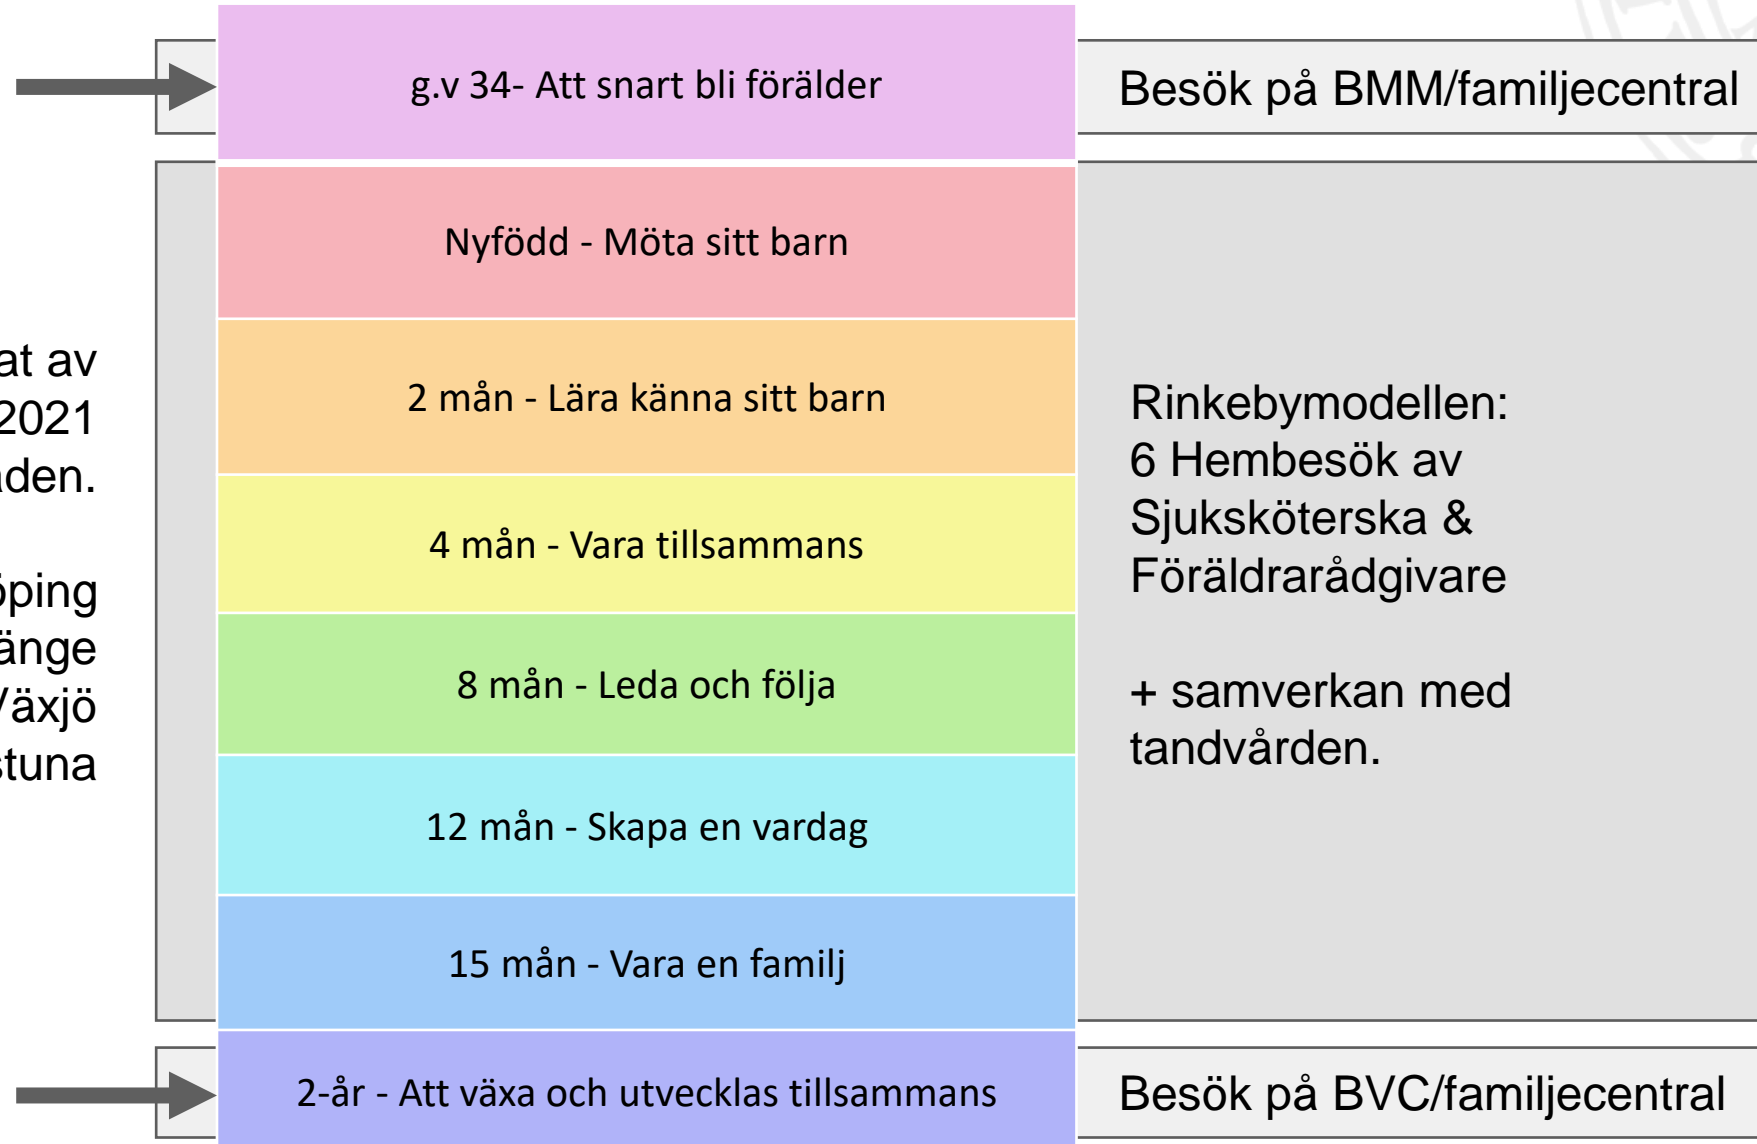 g.v 34- Att snart bli förälder
Besök på BMM/familjecentral
Nyfödd - Möta sitt barn
2 mån - Lära känna sitt barn
4 mån - Vara tillsammans
8 mån - Leda och följa
12 mån - Skapa en vardag
15 mån - Vara en familj
2-år - Att växa och utvecklas tillsammans
at av
2021
aden.
öping
änge
Växjö
stuna
Rinkebymodellen:
6 Hembesök av
Sjuksköterska &
Föräldrarådgivare
+ samverkan med
tandvården.
Besök på BVC/familjecentral